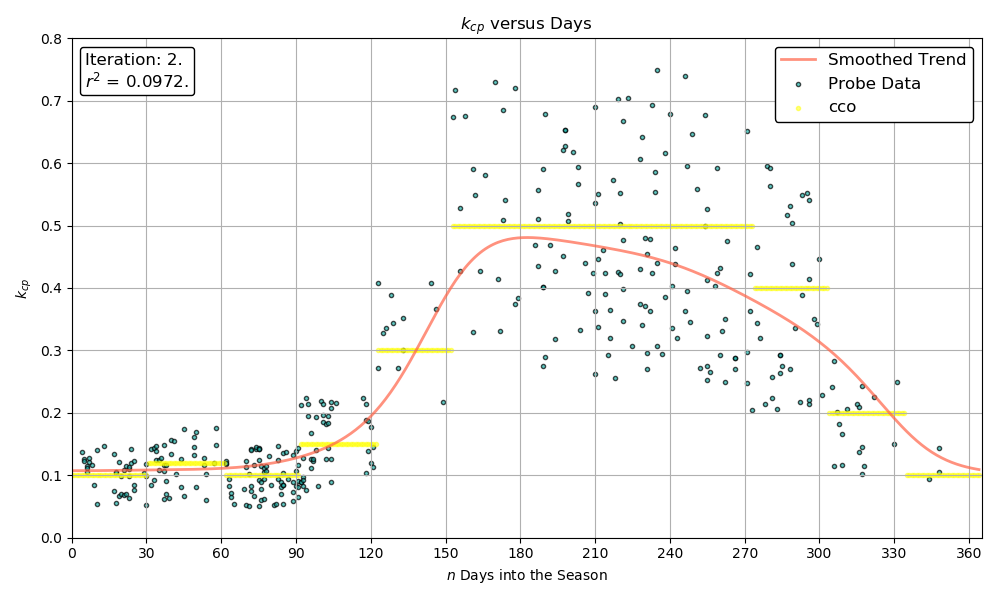 k_cp versus Days
Iteration: 2.
r² = 0.0972.
Smoothed Trend
Probe Data
cco
0.8
0.7
0.6
0.5
0.4
0.3
0.2
0.1
0.0
k_cp
0 30 60 90 120 150 180 210 240 270 300 330 360
n Days into the Season